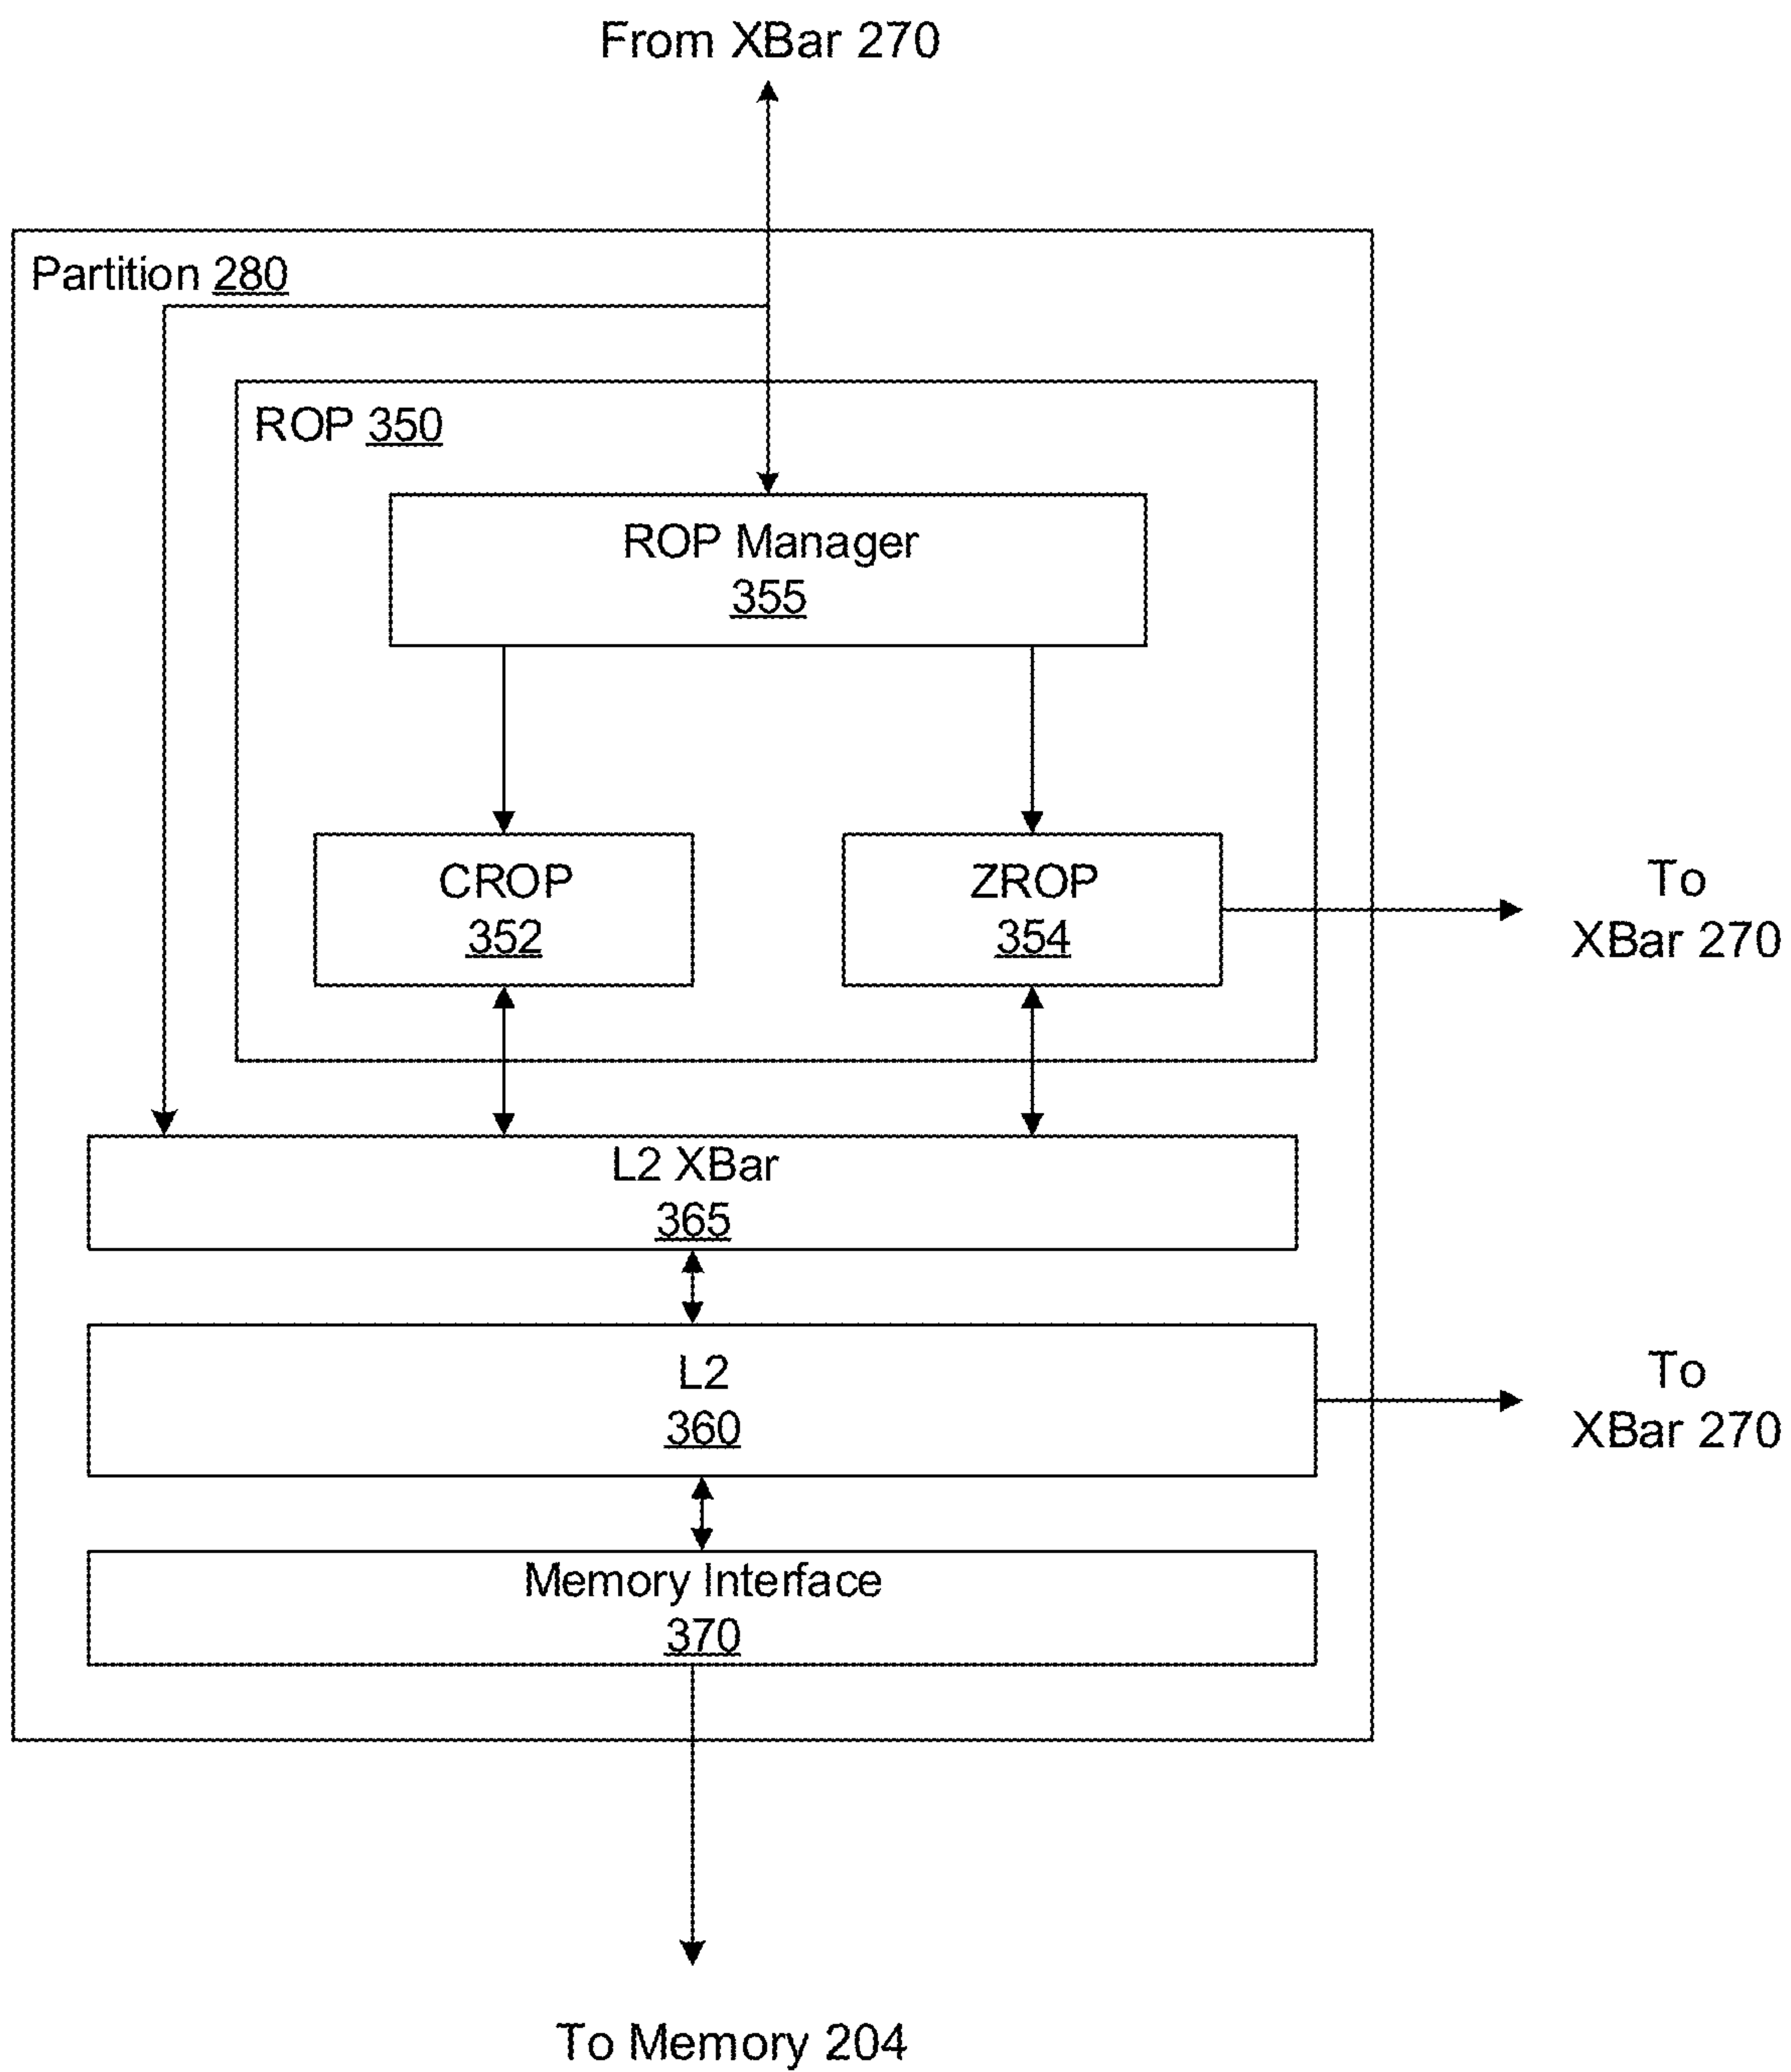 From XBar 270
Partition 280
ROP 350
ROP Manager
355
CROP
352
ZROP
354
To
XBar 270
L2 XBar
365
L2
360
To
XBar 270
Memory Interface
370
To Memory 204